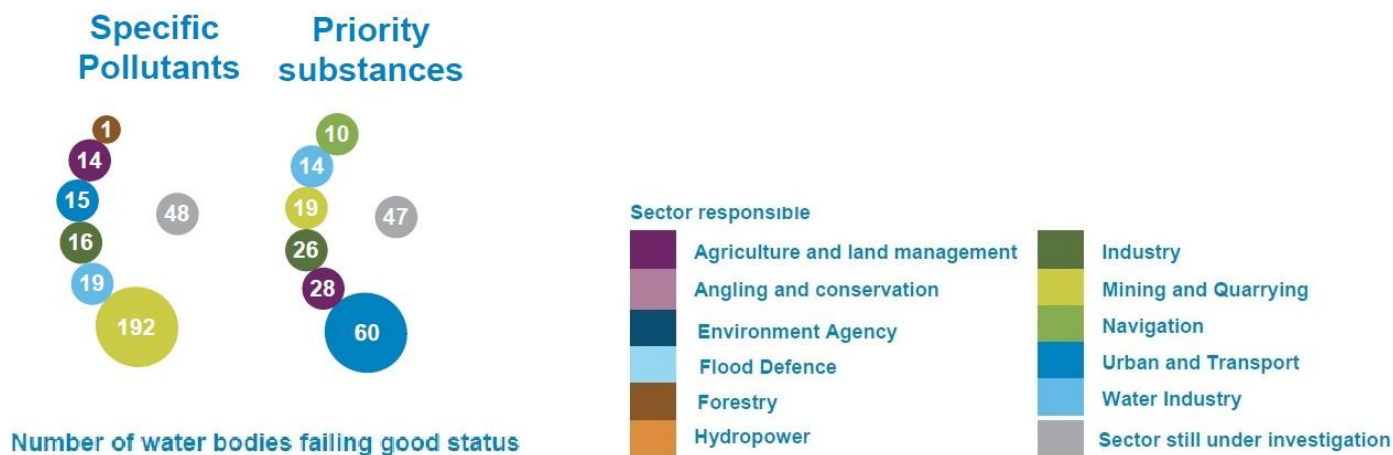 Specific
Pollutants
Priority
substances
1
14
15
16
19
192
48
10
14
19
26
28
60
47
Number of water bodies failing good status
Sector responsible
Agriculture and land management
Angling and conservation
Environment Agency
Flood Defence
Forestry
Hydropower
Industry
Mining and Quarrying
Navigation
Urban and Transport
Water Industry
Sector still under investigation